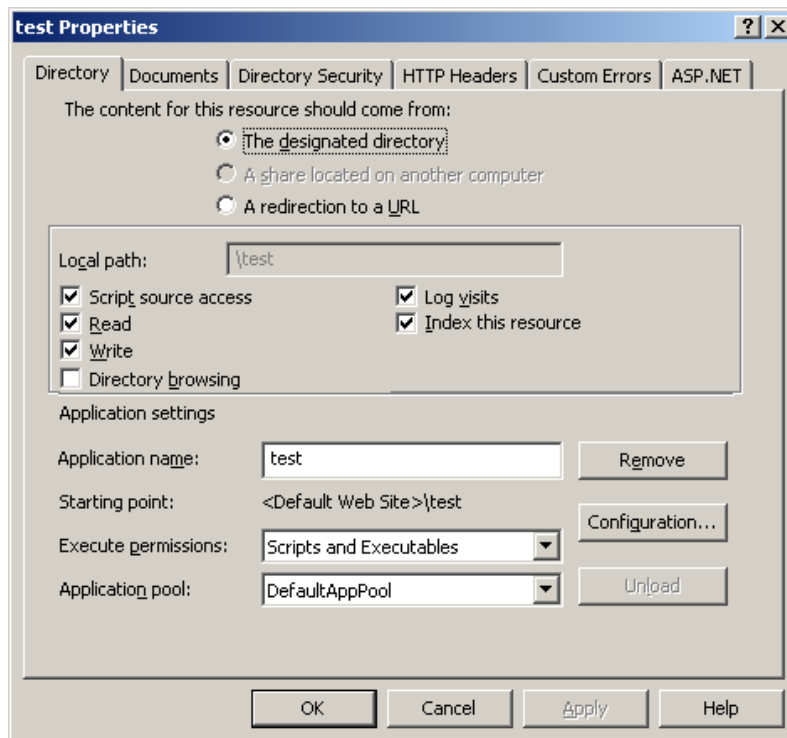 test Properties
Directory Documents Directory Security HTTP Headers Custom Errors ASP.NET
The content for this resource should come from:
The designated directory
A share located on another computer
A redirection to a URL
Local path: \test
Script source access Log visits
Read Index this resource
Write
Directory browsing
Application settings
Application name: test Remove
Starting point: <Default Web Site>\test
Configuration...
Execute permissions: Scripts and Executables
Application pool: DefaultAppPool Unload
OK Cancel Apply Help